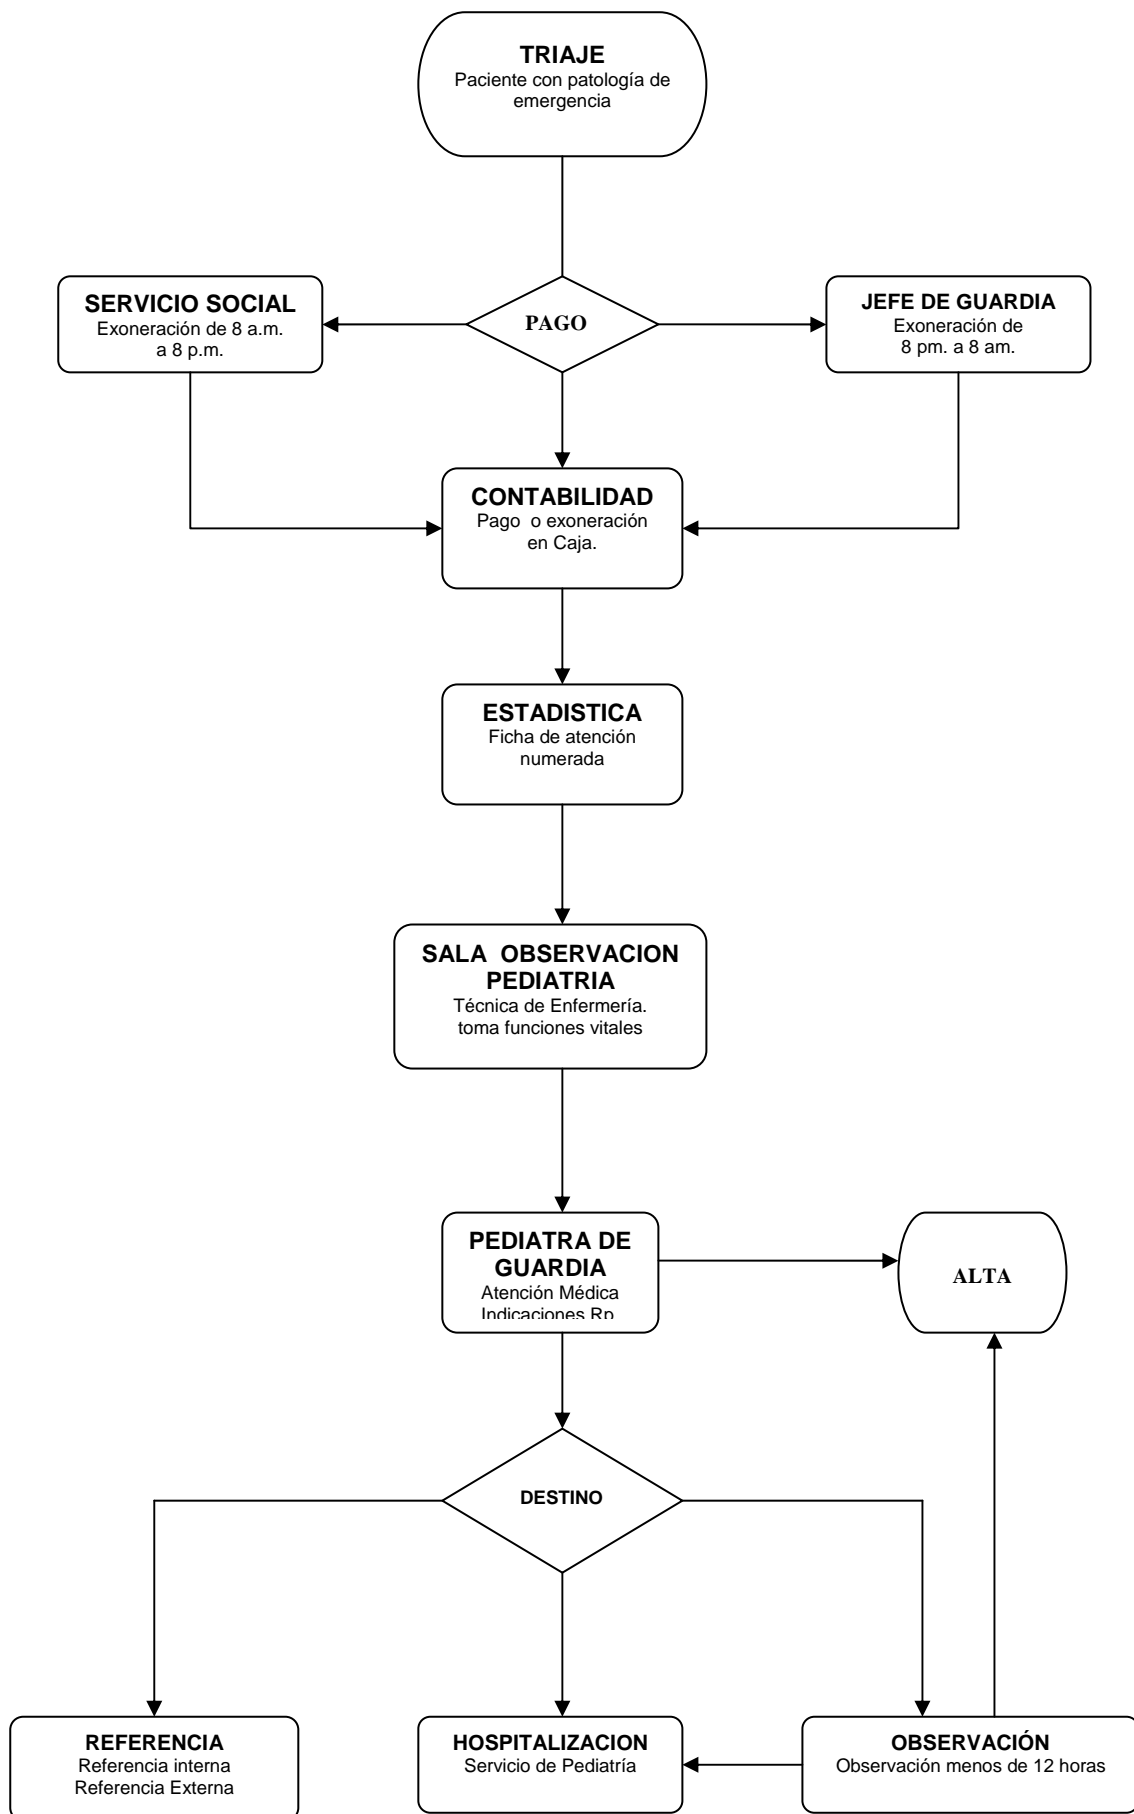 TRIAJE
Paciente con patología de
emergencia
SERVICIO SOCIAL
Exoneración de 8 a.m.
a 8 p.m.
PAGO
JEFE DE GUARDIA
Exoneración de
8 pm. a 8 am.
CONTABILIDAD
Pago o exoneración
en Caja.
ESTADISTICA
Ficha de atención
numerada
SALA OBSERVACION
PEDIATRIA
Técnica de Enfermería.
toma funciones vitales
PEDIATRA DE
GUARDIA
Atención Médica
Indicaciones Rp
ALTA
DESTINO
REFERENCIA
Referencia interna
Referencia Externa
HOSPITALIZACION
Servicio de Pediatría
OBSERVACIÓN
Observación menos de 12 horas